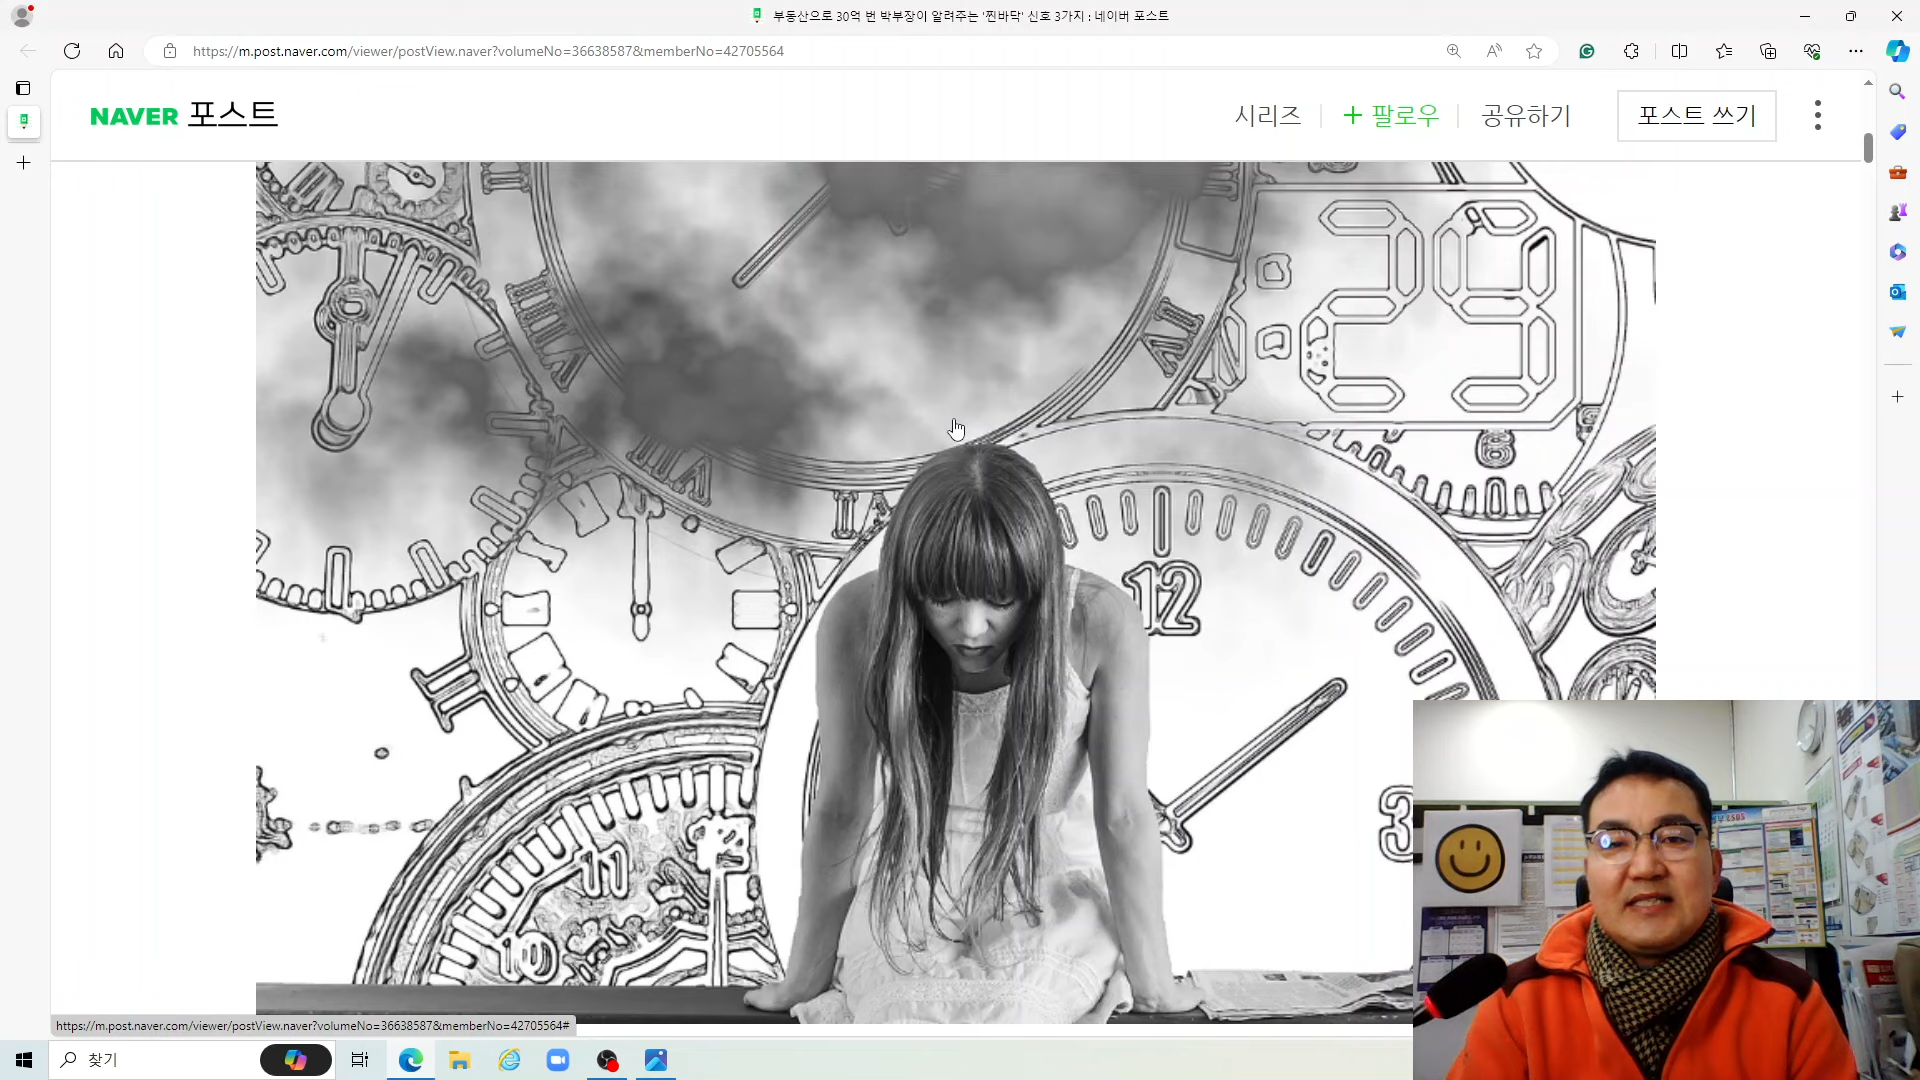 부동산으로 30억 번 박부장이 알려주는 '찐바닥' 신호 3가지 : 네이버 포스트
https://m.post.naver.com/viewer/postView.naver?volumeNo=36638587&memberNo=42705564
NAVER 포스트
시리즈
+ 팔로우
공유하기
포스트 쓰기
12
3
https://m.post.naver.com/viewer/postView.naver?volumeNo=36638587&memberNo=42705564#
찾기